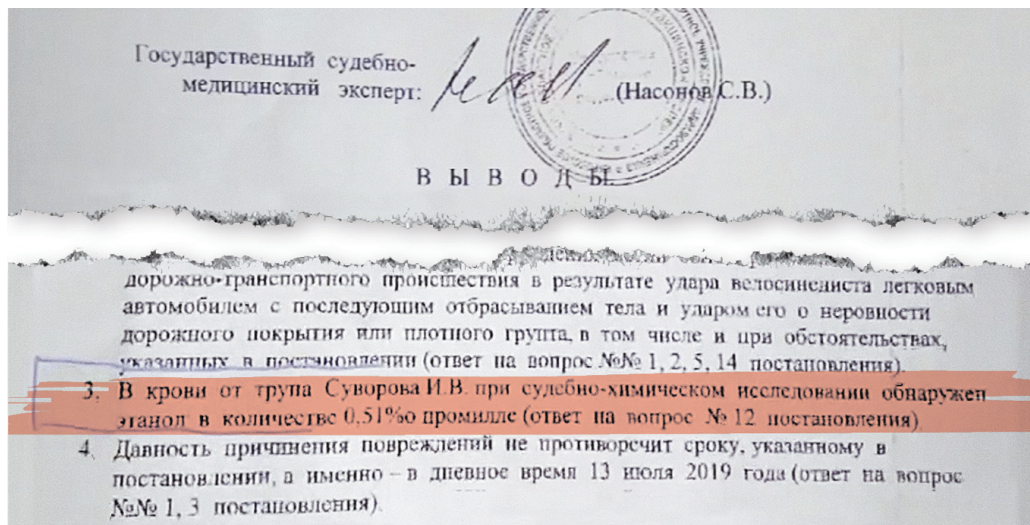 Государственный судебно-
медицинский эксперт:
(Насонов С.В.)
В Ы В О Д Ы.
дорожно-транспортного происшествия в результате удара велосипедиста легковым
автомобилем с последующим отбрасыванием тела и ударом его о неровности
дорожного покрытия или плотного грунта, в том числе и при обстоятельствах,
указанных в постановлении (ответ на вопрос №№ 1, 2, 5, 14 постановления).
3. В крови от трупа Суворова И.В. при судебно-химическом исследовании обнаружен
этанол в количестве 0,51%о промилле (ответ на вопрос № 12 постановления)
4. Давность причинения повреждений не противоречит сроку, указанному в
постановлении, а именно – в дневное время 13 июля 2019 года (ответ на вопрос
№№ 1, 3 постановления).